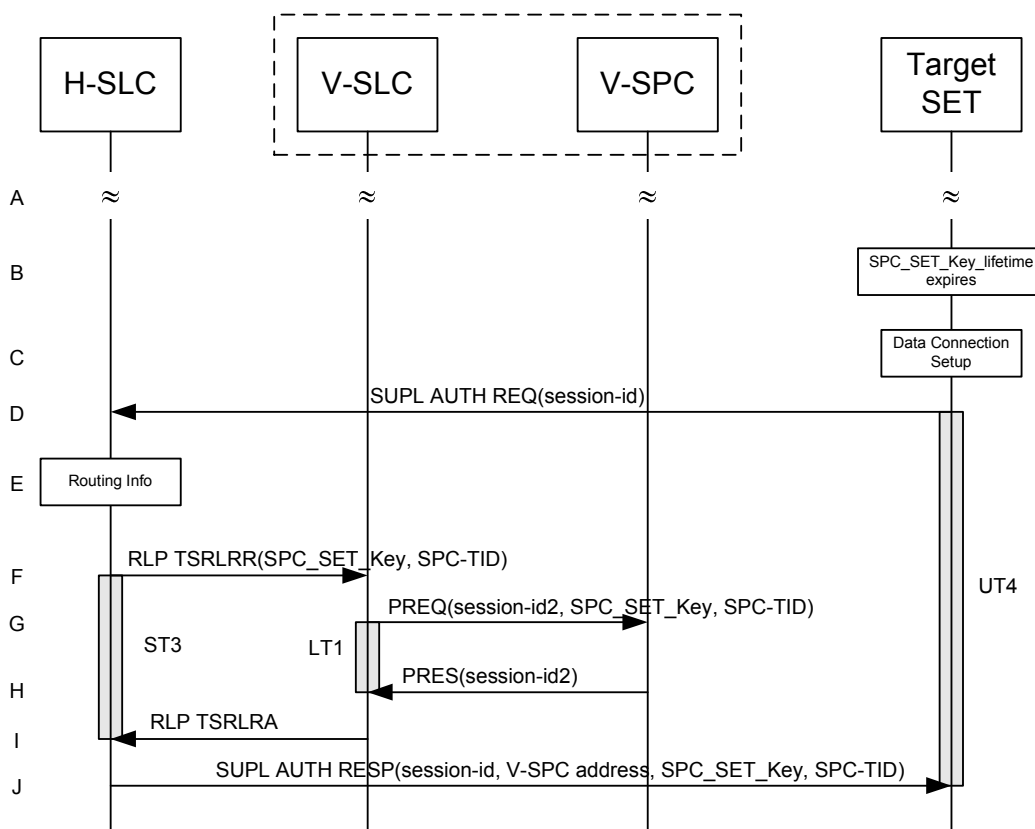 H-SLC
V-SLC
V-SPC
Target
SET
A
≈ ≈ ≈ ≈
B
SPC_SET_Key_lifetime
expires
C
Data Connection
Setup
D
SUPL AUTH REQ(session-id)
E
Routing Info
F
RLP TSRLRR(SPC_SET_Key, SPC-TID)
UT4
G
PREQ(session-id2, SPC_SET_Key, SPC-TID)
ST3
LT1
H
PRES(session-id2)
I
RLP TSRLRA
J
SUPL AUTH RESP(session-id, V-SPC address, SPC_SET_Key, SPC-TID)